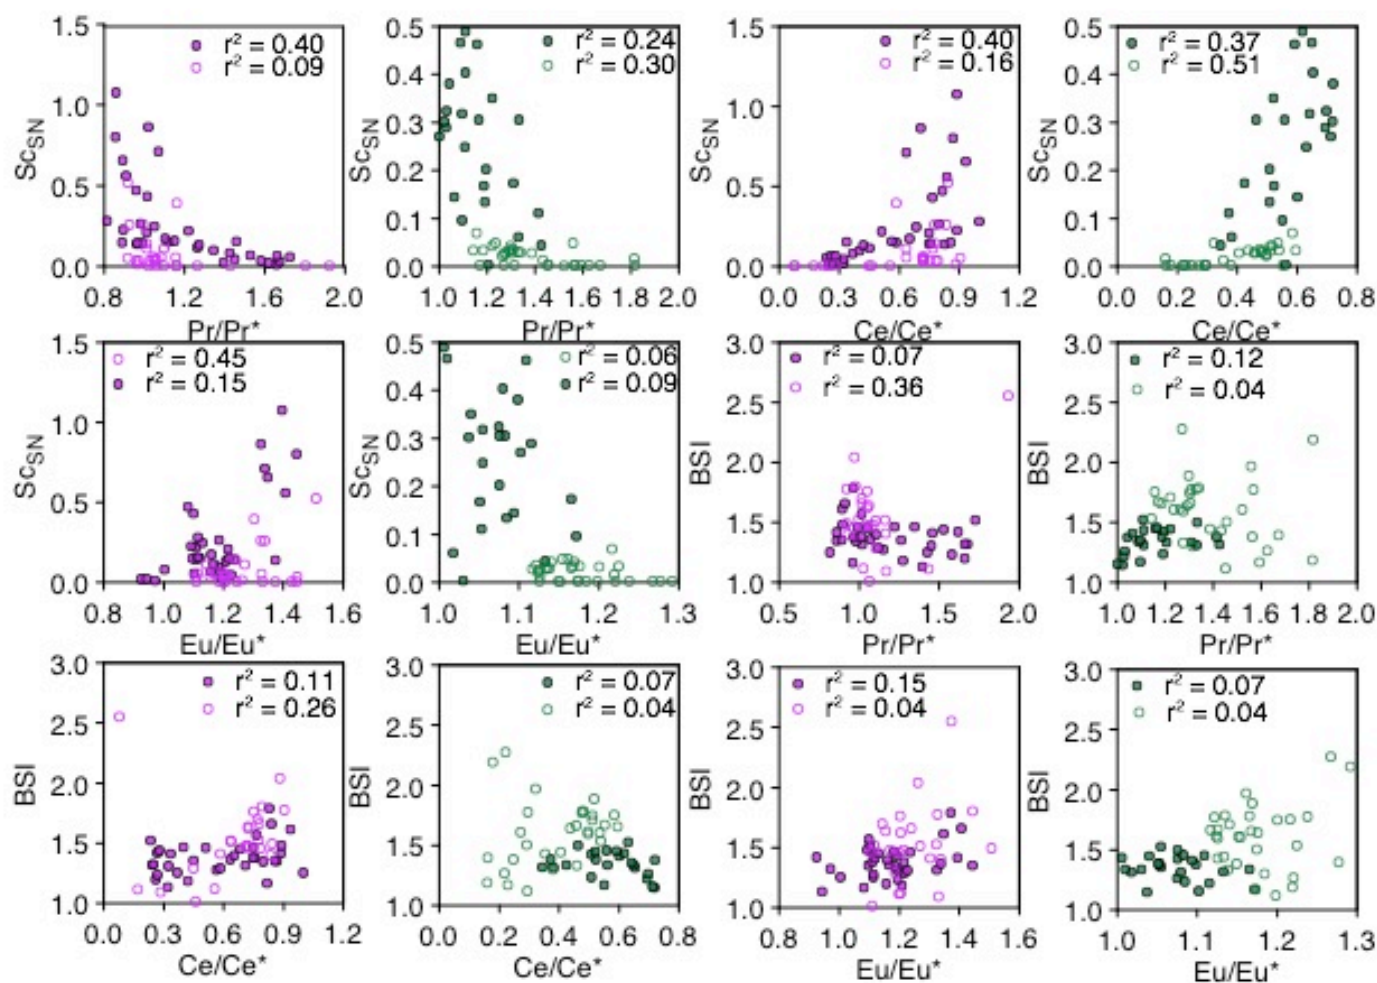 1.5
1.0
0.5
0.0
Sc_SN
r² = 0.40
r² = 0.09
0.8
1.2
1.6
2.0
Pr/Pr*
0.5
0.4
0.3
0.2
0.1
0.0
Sc_SN
r² = 0.24
r² = 0.30
1.0
1.2
1.4
1.6
1.8
2.0
Pr/Pr*
1.5
1.0
0.5
0.0
Sc_SN
r² = 0.40
r² = 0.16
0.0
0.3
0.6
0.9
1.2
Ce/Ce*
0.5
0.4
0.3
0.2
0.1
0.0
Sc_SN
r² = 0.37
r² = 0.51
0.0
0.2
0.4
0.6
0.8
Ce/Ce*
1.5
1.0
0.5
0.0
Sc_SN
r² = 0.45
r² = 0.15
0.8
1.0
1.2
1.4
1.6
Eu/Eu*
0.5
0.4
0.3
0.2
0.1
0.0
Sc_SN
r² = 0.06
r² = 0.09
1.0
1.1
1.2
1.3
Eu/Eu*
3.0
2.5
2.0
1.5
1.0
BSI
r² = 0.07
r² = 0.36
0.5
1.0
1.5
2.0
Pr/Pr*
3.0
2.5
2.0
1.5
1.0
BSI
r² = 0.12
r² = 0.04
1.0
1.2
1.4
1.6
1.8
2.0
Pr/Pr*
3.0
2.5
2.0
1.5
1.0
BSI
r² = 0.11
r² = 0.26
0.0
0.3
0.6
0.9
1.2
Ce/Ce*
3.0
2.5
2.0
1.5
1.0
BSI
r² = 0.07
r² = 0.04
0.0
0.2
0.4
0.6
0.8
Ce/Ce*
3.0
2.5
2.0
1.5
1.0
BSI
r² = 0.15
r² = 0.04
0.8
1.0
1.2
1.4
1.6
Eu/Eu*
3.0
2.5
2.0
1.5
1.0
BSI
r² = 0.07
r² = 0.04
1.0
1.1
1.2
1.3
Eu/Eu*